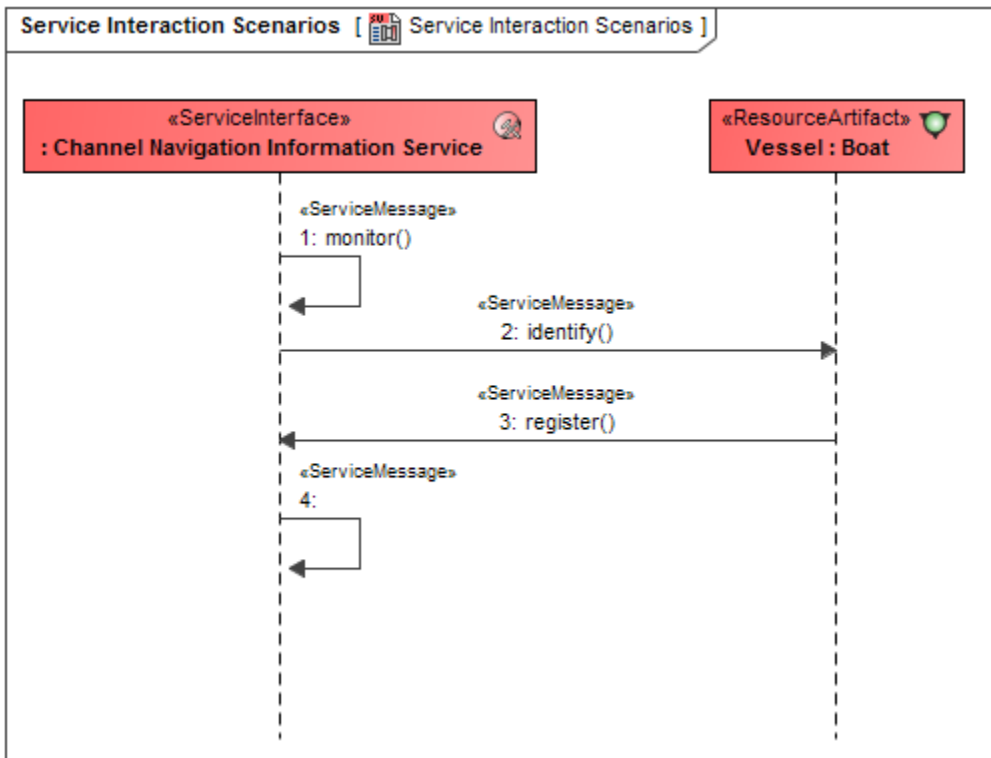 Service Interaction Scenarios [ Service Interaction Scenarios ]
«ServiceInterface»
: Channel Navigation Information Service
«ResourceArtifact»
Vessel : Boat
«ServiceMessage»
1: monitor()
«ServiceMessage»
2: identify()
«ServiceMessage»
3: register()
«ServiceMessage»
4: